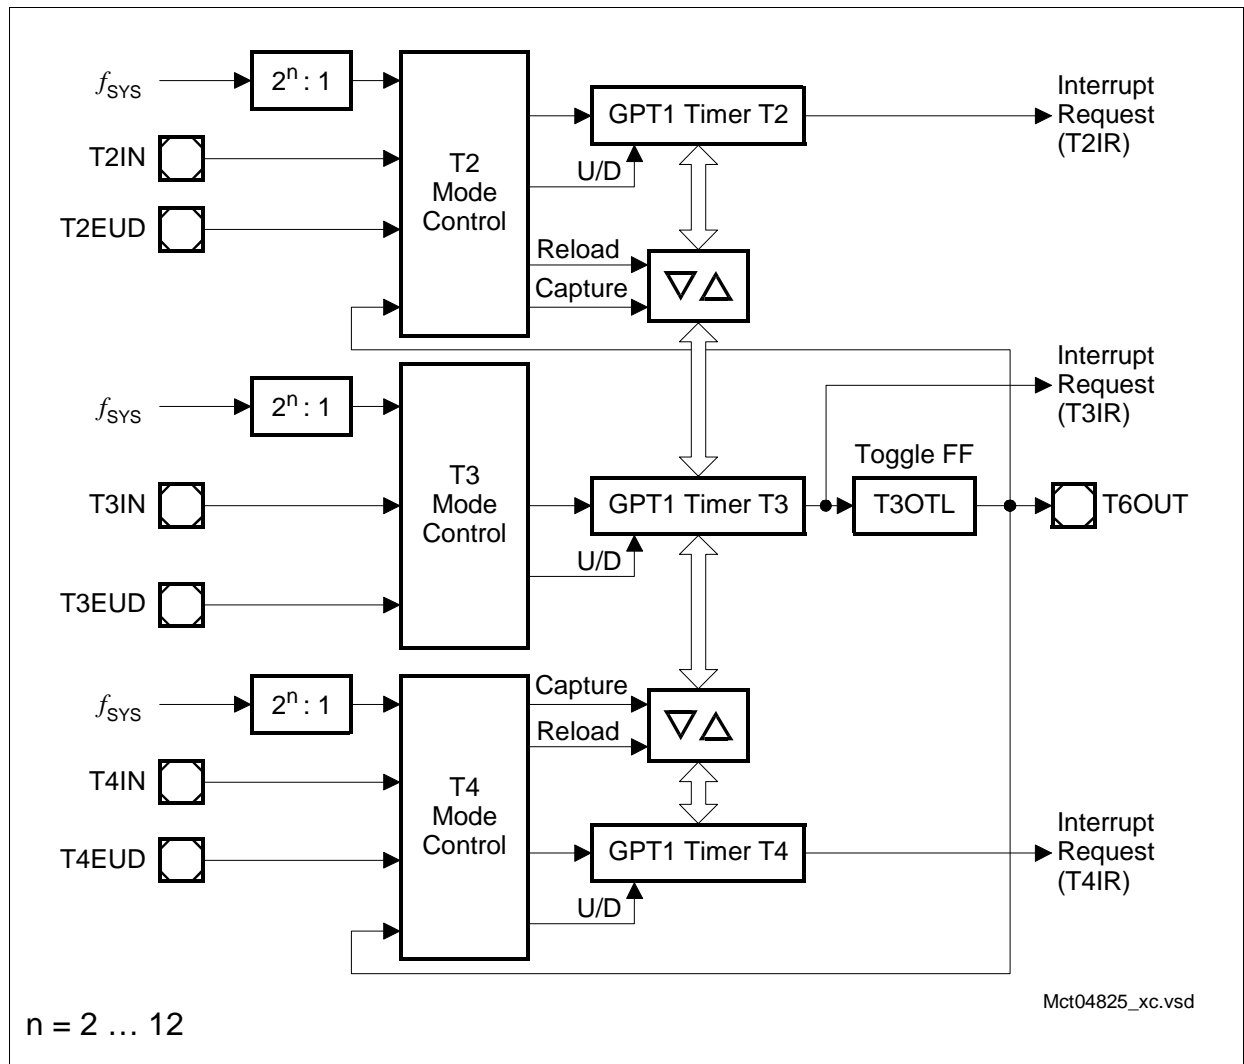 fSYS
2n : 1
T2IN
T2EUD
T2
Mode
Control
U/D
Reload
Capture
GPT1 Timer T2
Interrupt
Request
(T2IR)
fSYS
2n : 1
T3IN
T3EUD
T3
Mode
Control
U/D
GPT1 Timer T3
Toggle FF
T3OTL
T6OUT
Interrupt
Request
(T3IR)
fSYS
2n : 1
T4IN
T4EUD
T4
Mode
Control
Capture
Reload
GPT1 Timer T4
U/D
Interrupt
Request
(T4IR)
Mct04825_xc.vsd
n = 2 … 12